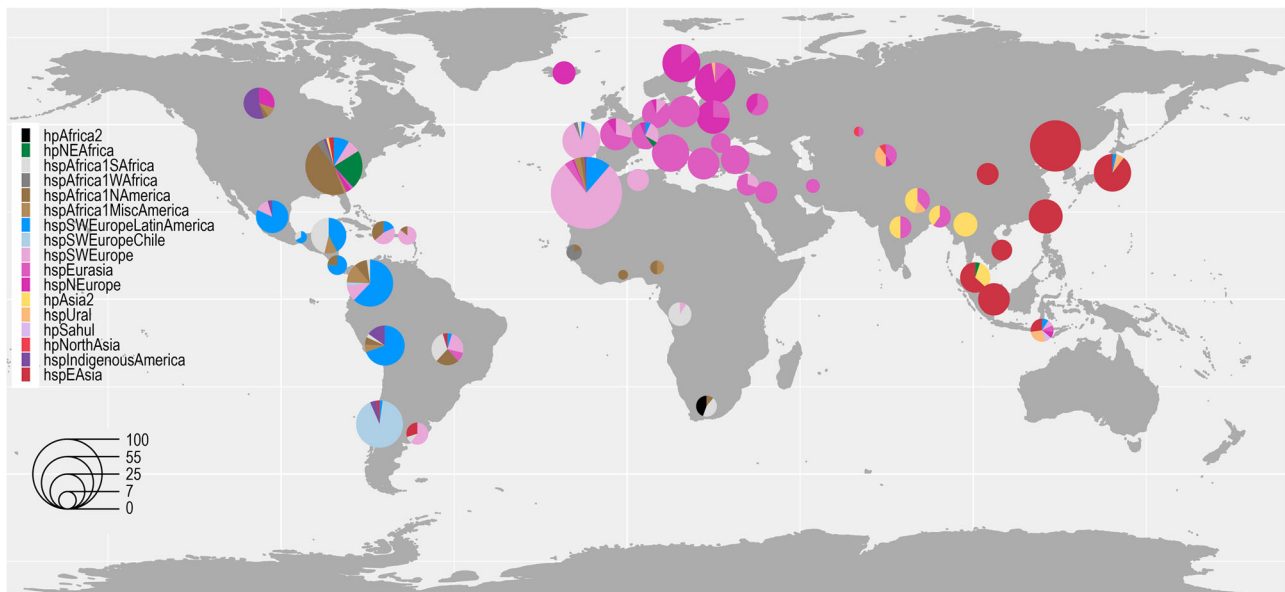 hpAfrica2
hpNEAfrica
hspAfrica1SAfrica
hspAfrica1WAfrica
hspAfrica1NAmerica
hspAfrica1MiscAmerica
hspSWEuropeLatinAmerica
hspSWEuropeChile
hspSWEurope
hspEurasia
hspNEurope
hpAsia2
hspUral
hpSahul
hpNorthAsia
hspIndigenousAmerica
hspEAsia
100
55
25
7
0